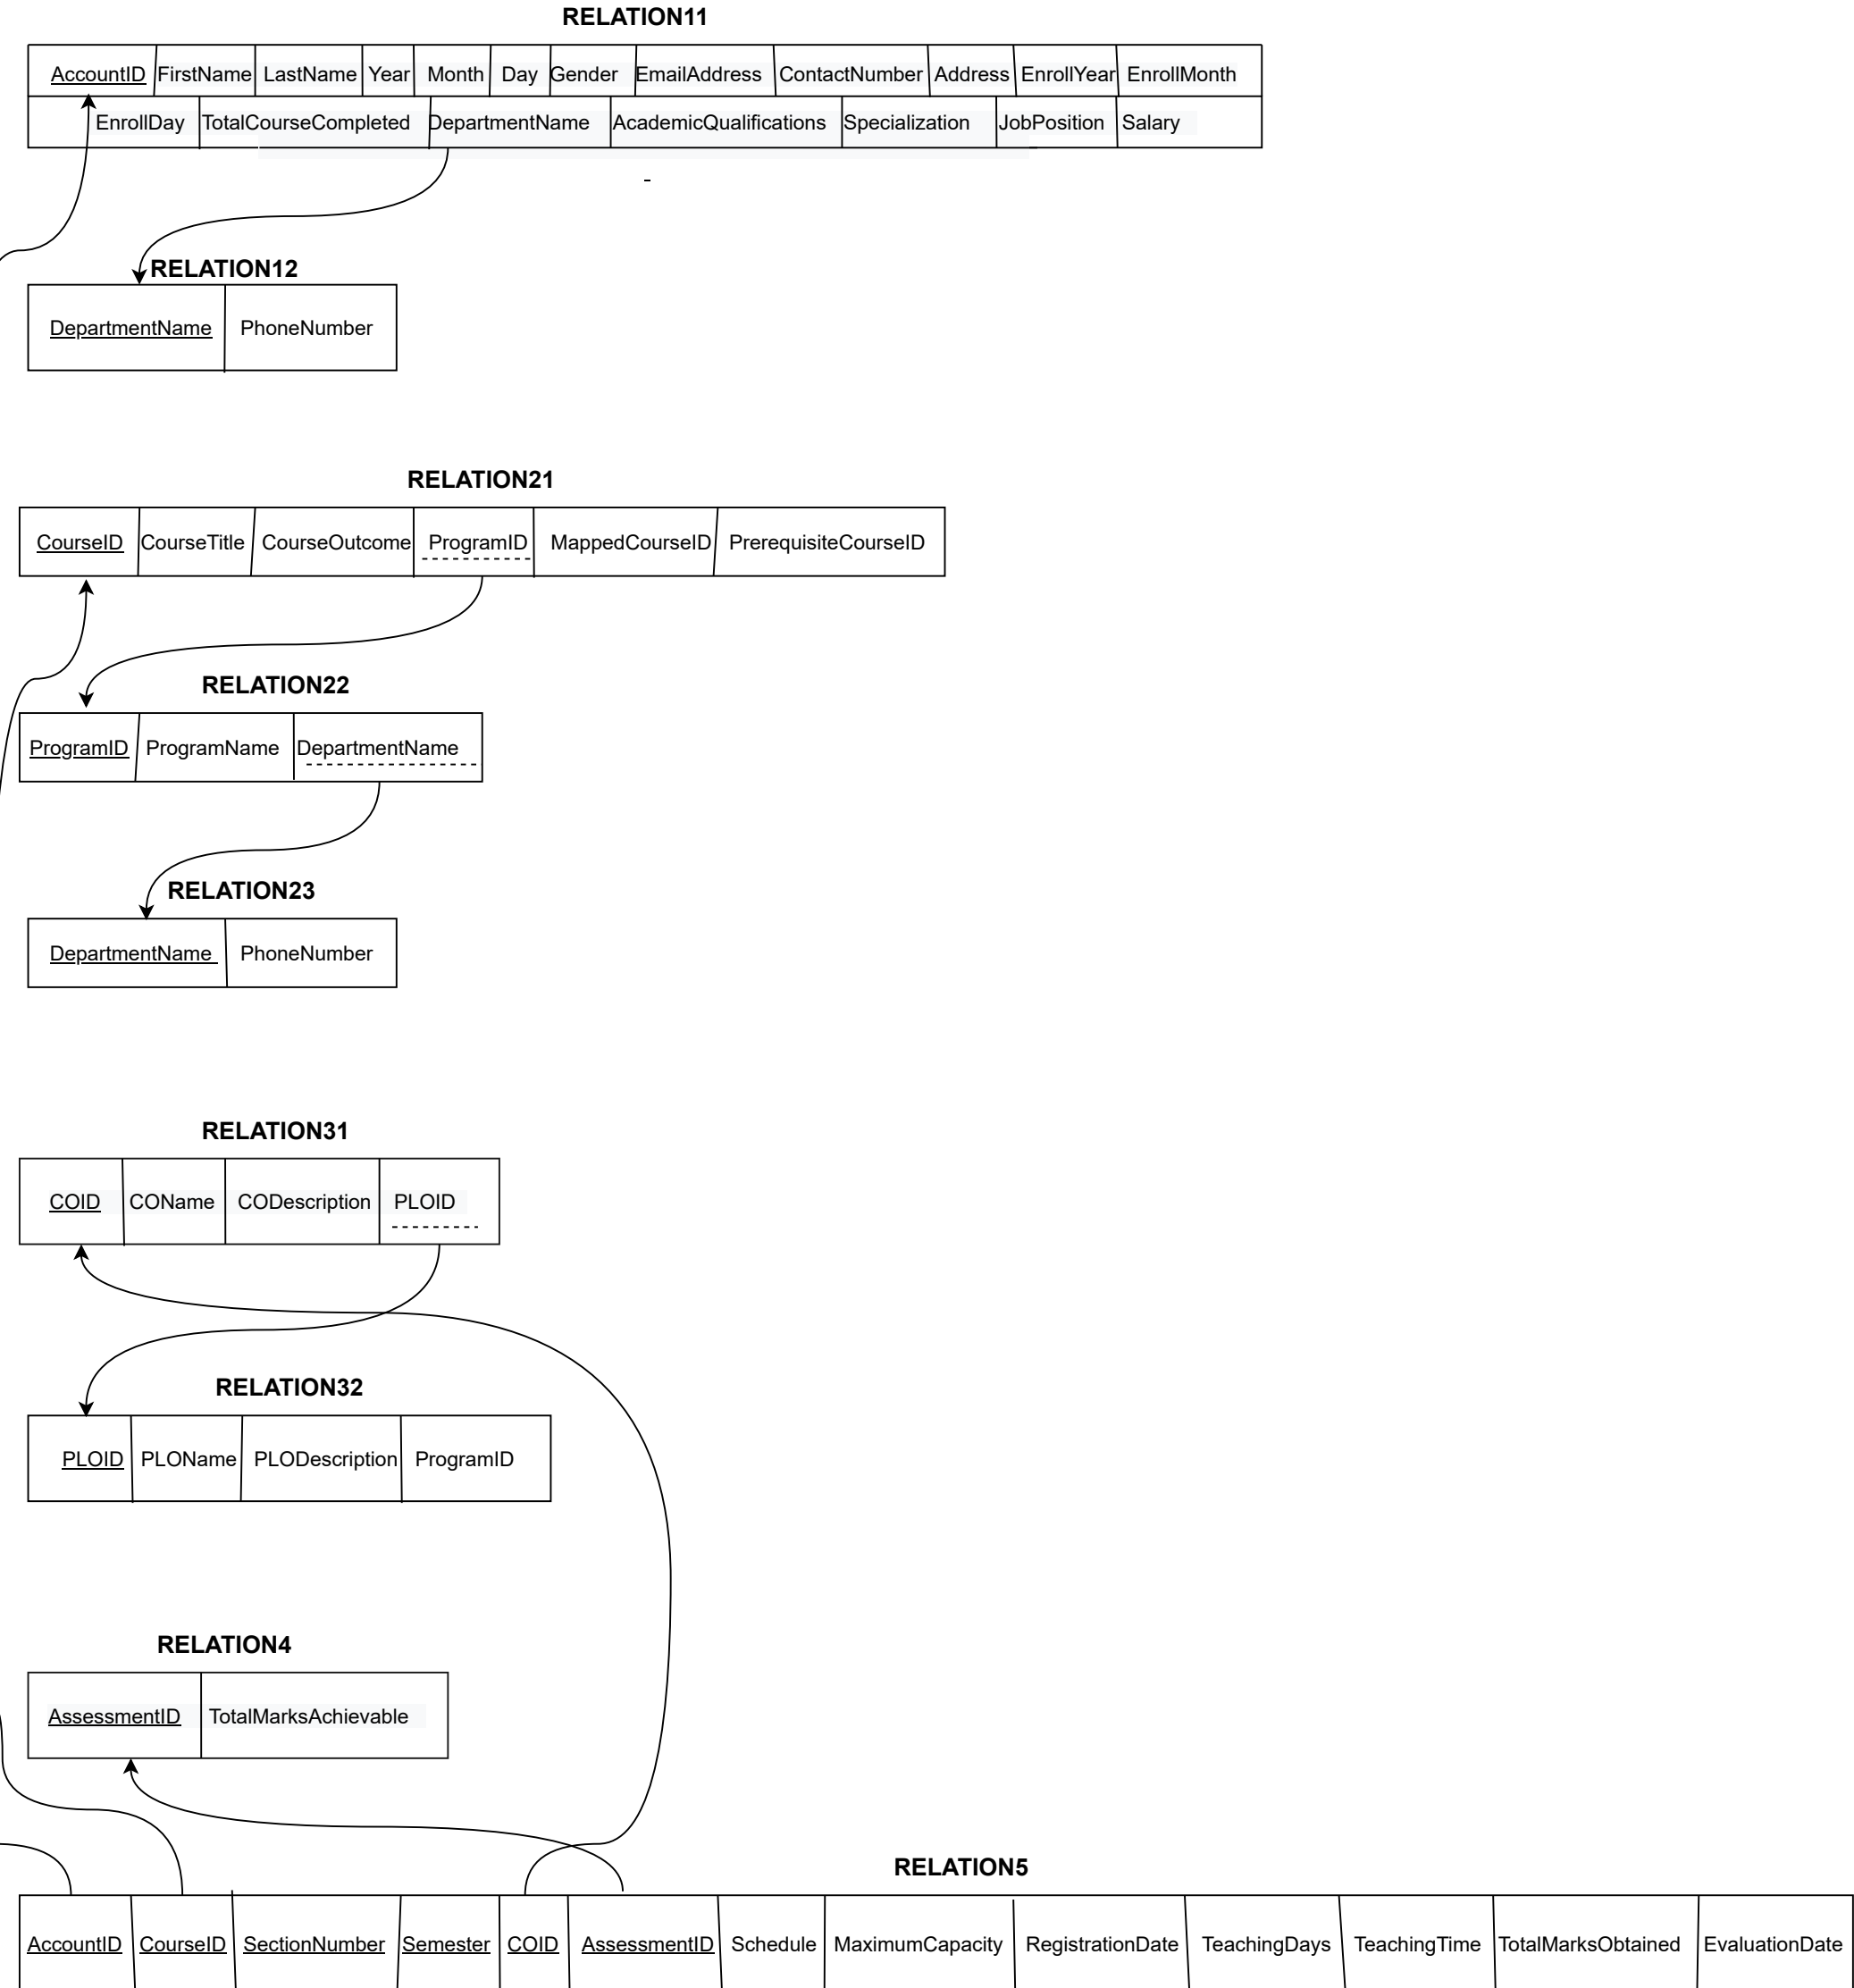 RELATION11
AccountID FirstName LastName Year Month Day Gender EmailAddress ContactNumber Address EnrollYear EnrollMonth
EnrollDay TotalCourseCompleted DepartmentName AcademicQualifications Specialization JobPosition Salary
-
RELATION12
DepartmentName PhoneNumber
RELATION21
CourseID CourseTitle CourseOutcome ProgramID MappedCourseID PrerequisiteCourseID
RELATION22
ProgramID ProgramName DepartmentName
RELATION23
DepartmentName PhoneNumber
RELATION31
COID COName CODescription PLOID
RELATION32
PLOID PLOName PLODescription ProgramID
RELATION4
AssessmentID TotalMarksAchievable
RELATION5
AccountID CourseID SectionNumber Semester COID AssessmentID Schedule MaximumCapacity RegistrationDate TeachingDays TeachingTime TotalMarksObtained EvaluationDate